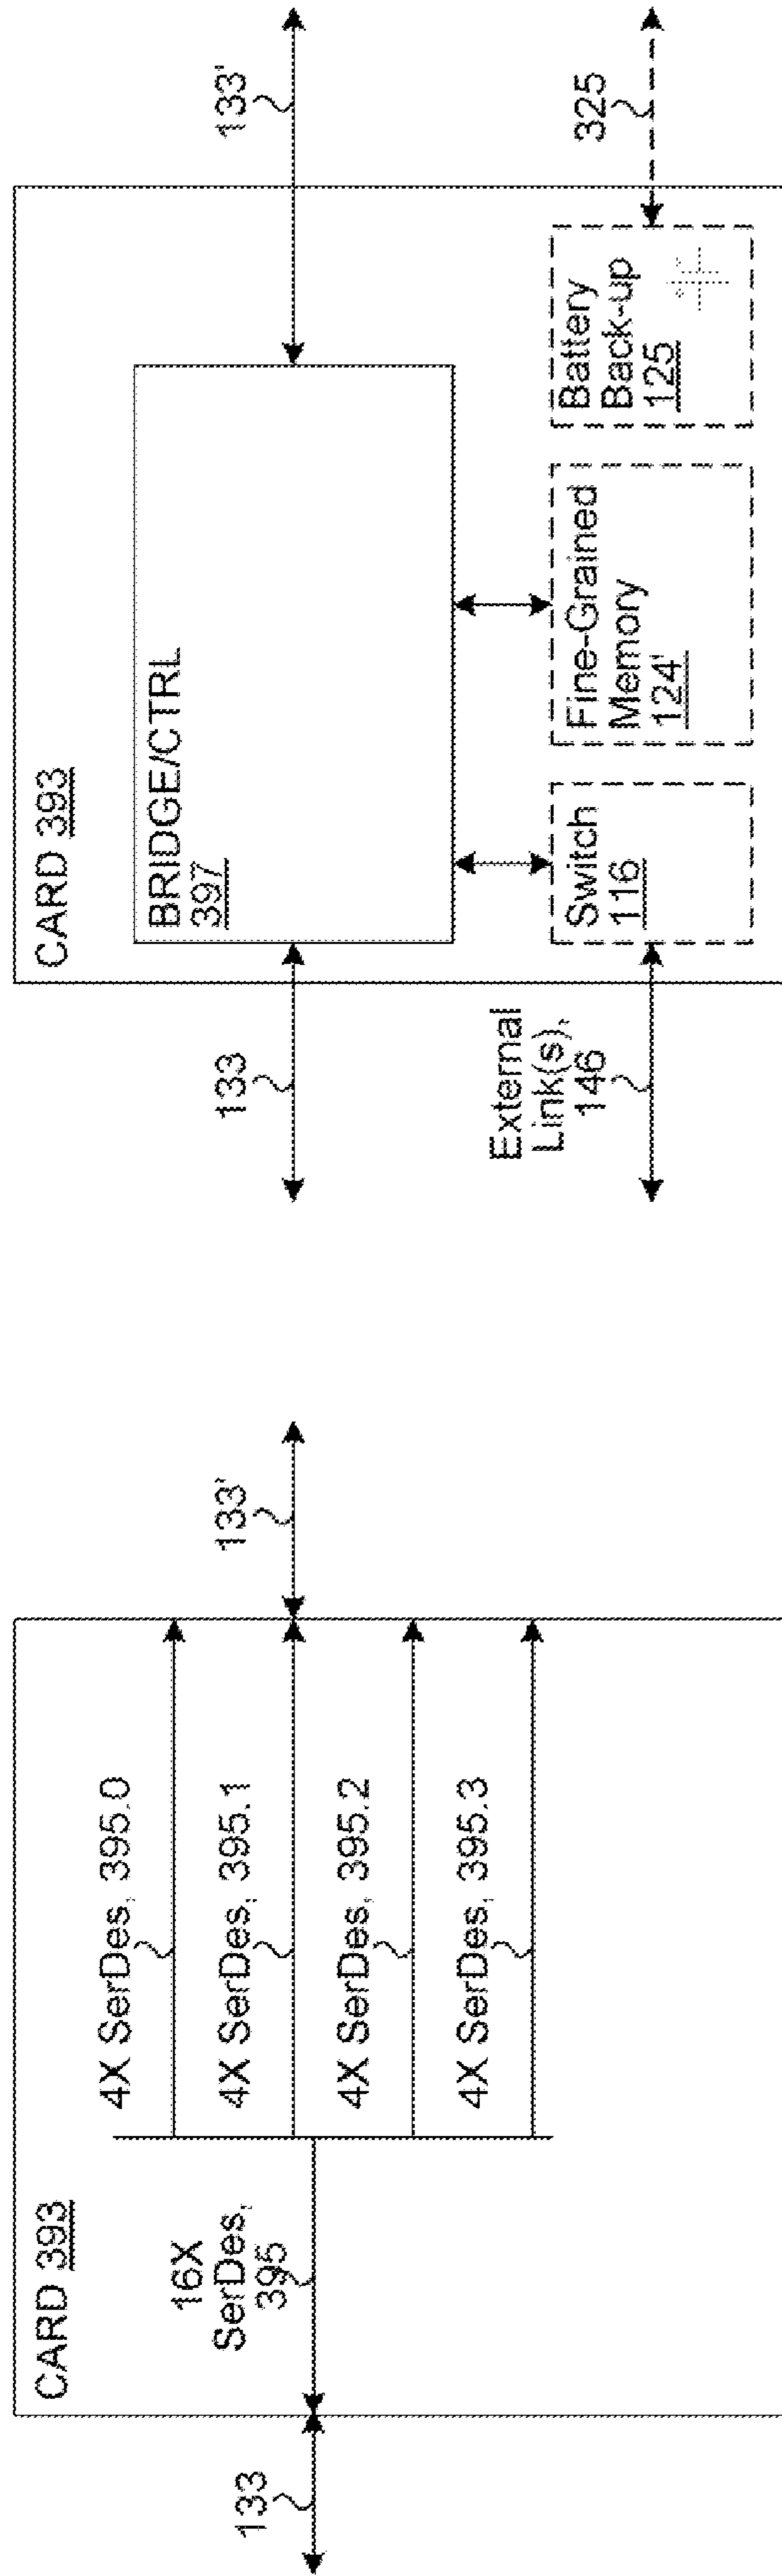 CARD 393
133
16X
SerDes,
395
4X SerDes, 395.0
4X SerDes, 395.1
4X SerDes, 395.2
4X SerDes, 395.3
133'
CARD 393
BRIDGE/CTRL
397
133
133'
External
Link(s),
146
Switch
116
Fine-Grained
Memory
124'
Battery
Back-up
125
325